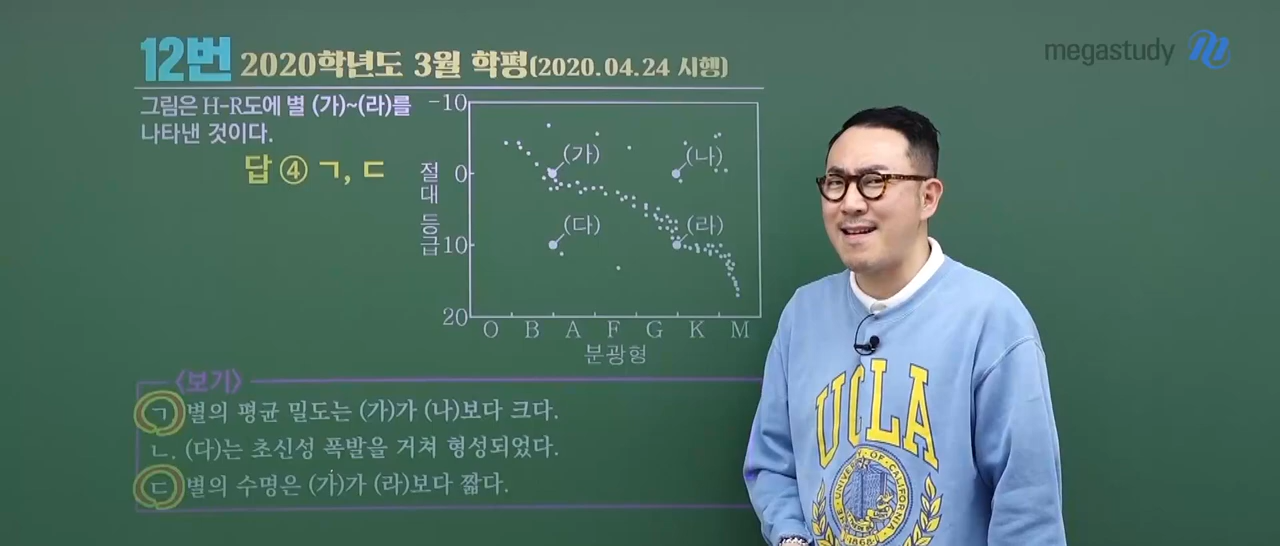 12번 2020학년도 3월 학평(2020.04.24 시행)
megastudy
그림은 H-R도에 별 (가)~(라)를
나타낸 것이다.
답 ④ ㄱ, ㄷ
-10
0
10
20
절대 등급
(가)
(나)
(다)
(라)
O B A F G K M
분광형
<보기>
ㄱ 별의 평균 밀도는 (가)가 (나)보다 크다.
ㄴ. (다)는 초신성 폭발을 거쳐 형성되었다.
ㄷ 별의 수명은 (가)가 (라)보다 짧다.
UCLA
UNIVERSITY OF CALIFORNIA
1868